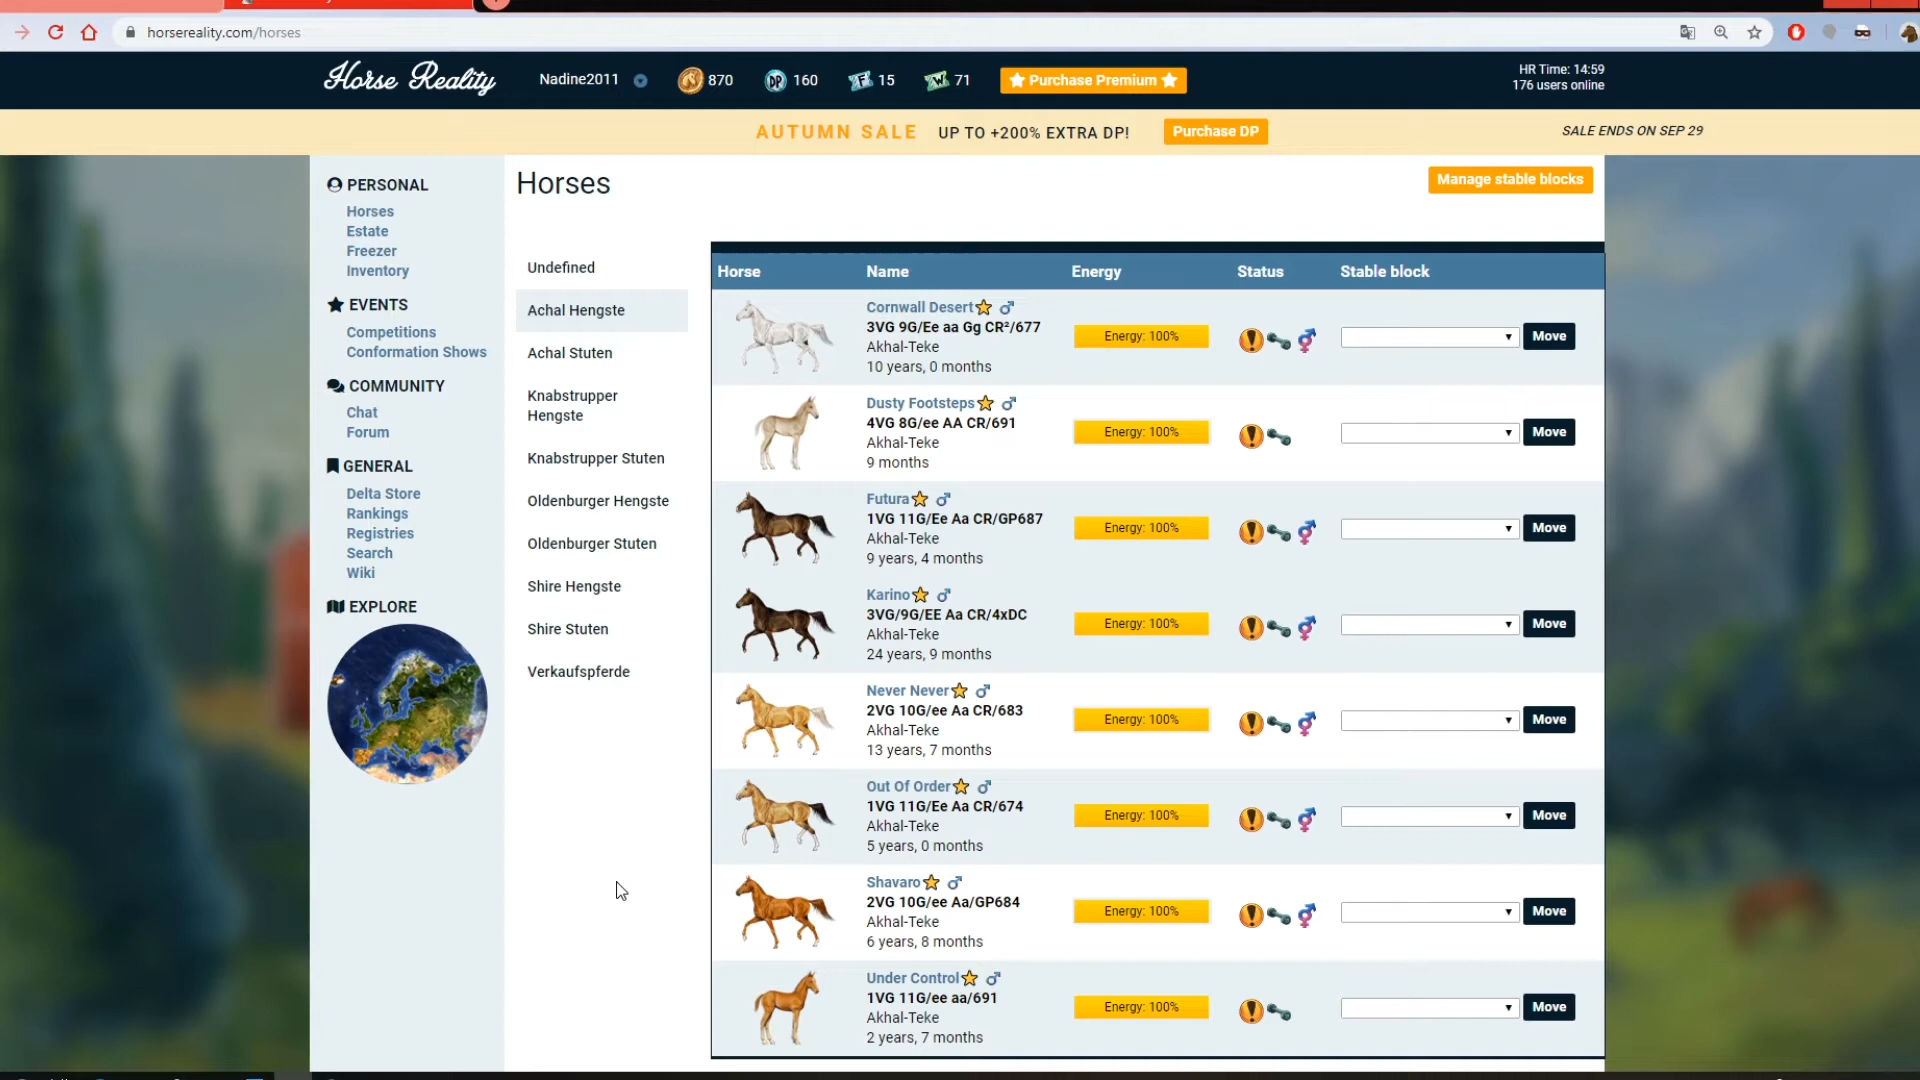 horsereality.com/horses
Horse Reality
Nadine2011
870
DP
160
F
15
W
71
Purchase Premium
HR Time: 14:59
176 users online
AUTUMN SALE UP TO +200% EXTRA DP!
Purchase DP
SALE ENDS ON SEP 29
PERSONAL
Horses
Estate
Freezer
Inventory
EVENTS
Competitions
Conformation Shows
COMMUNITY
Chat
Forum
GENERAL
Delta Store
Rankings
Registries
Search
Wiki
EXPLORE
Horses
Manage stable blocks
Undefined
Achal Hengste
Achal Stuten
Knabstrupper
Hengste
Knabstrupper Stuten
Oldenburger Hengste
Oldenburger Stuten
Shire Hengste
Shire Stuten
Verkaufspferde
Horse Name Energy Status Stable block
Cornwall Desert
3VG 9G/Ee aa Gg CR²/677
Akhal-Teke
10 years, 0 months
Energy: 100%
Move
Dusty Footsteps
4VG 8G/ee AA CR/691
Akhal-Teke
9 months
Energy: 100%
Move
Futura
1VG 11G/Ee Aa CR/GP687
Akhal-Teke
9 years, 4 months
Energy: 100%
Move
Karino
3VG/9G/EE Aa CR/4xDC
Akhal-Teke
24 years, 9 months
Energy: 100%
Move
Never Never
2VG 10G/ee Aa CR/683
Akhal-Teke
13 years, 7 months
Energy: 100%
Move
Out Of Order
1VG 11G/Ee Aa CR/674
Akhal-Teke
5 years, 0 months
Energy: 100%
Move
Shavaro
2VG 10G/ee Aa/GP684
Akhal-Teke
6 years, 8 months
Energy: 100%
Move
Under Control
1VG 11G/ee aa/691
Akhal-Teke
2 years, 7 months
Energy: 100%
Move